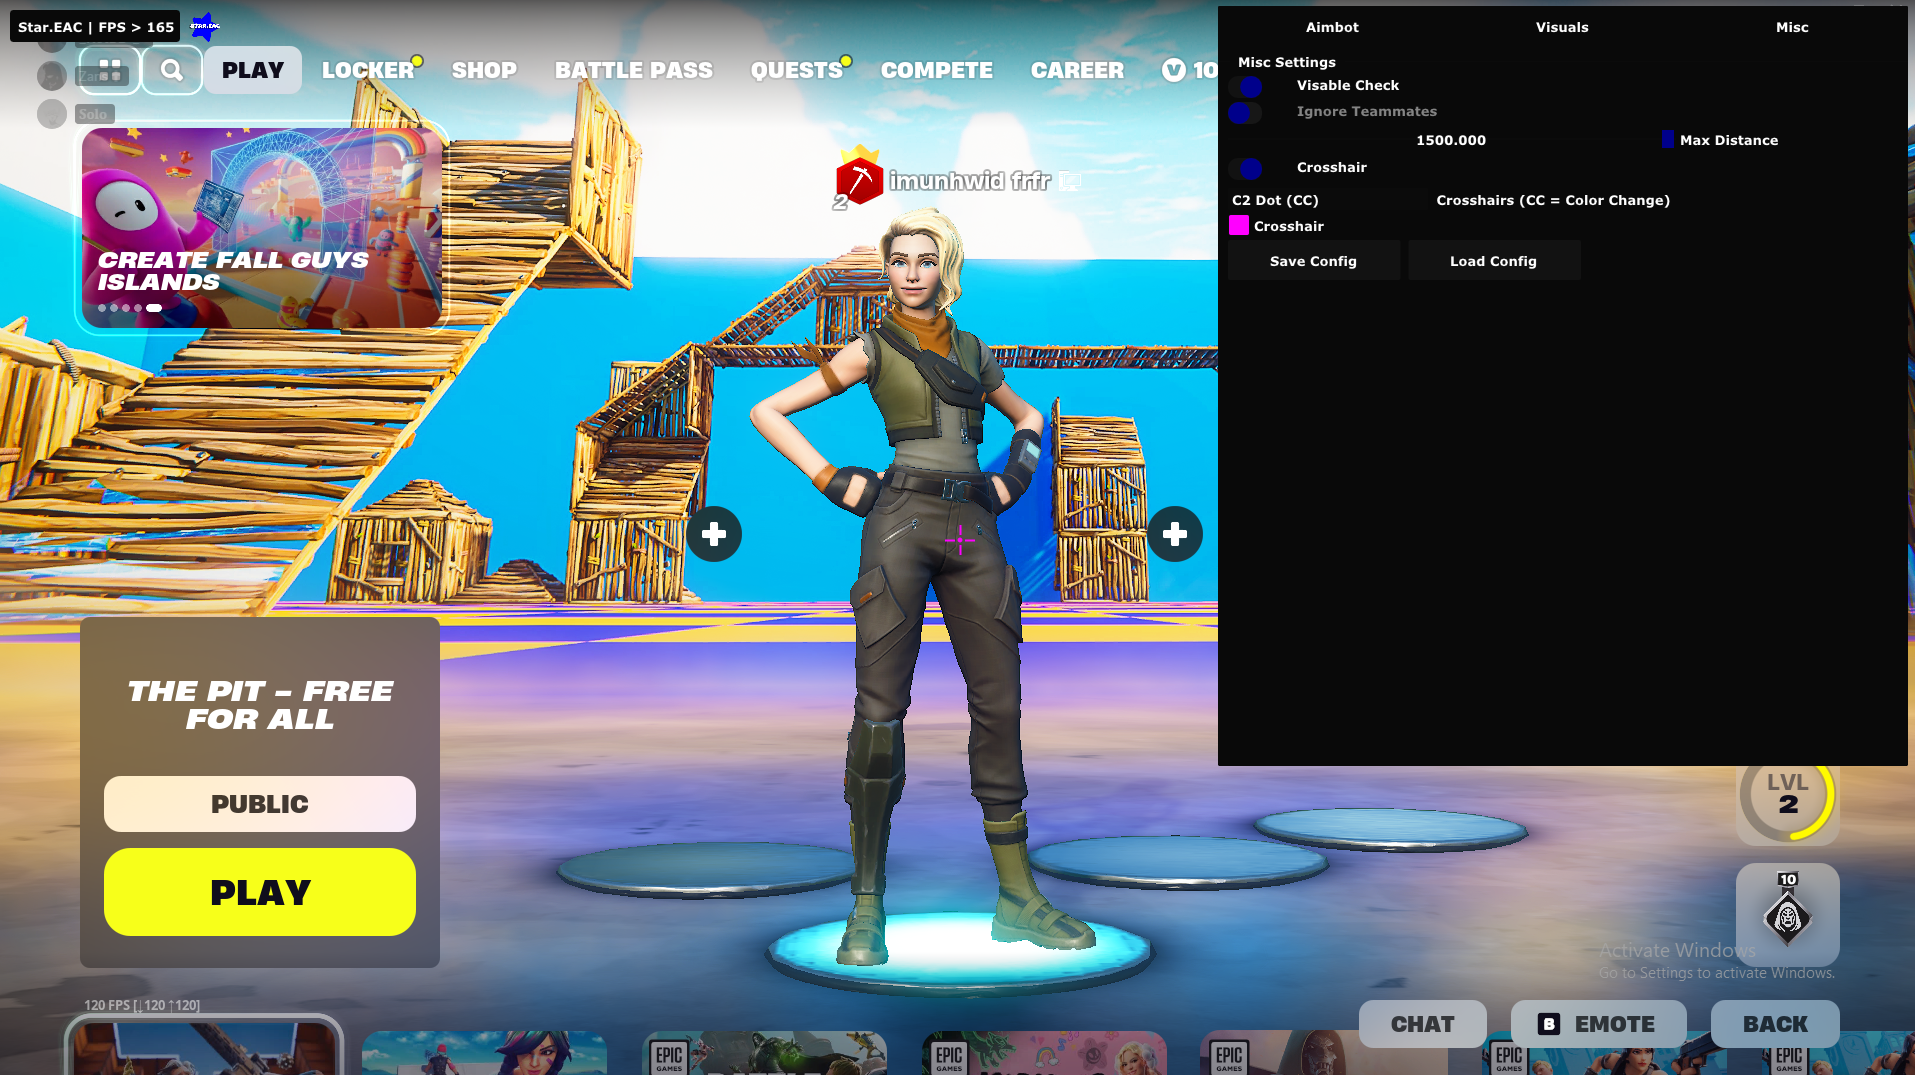 Star.EAC | FPS > 165
STAR.EAC
Solo
PLAY
LOCKER
SHOP
BATTLE PASS
QUESTS
COMPETE
CAREER
V 10
CREATE FALL GUYS
ISLANDS
2
imunhwid frfr
Aimbot
Visuals
Misc
Misc Settings
Visable Check
Ignore Teammates
1500.000
Max Distance
Crosshair
C2 Dot (CC)
Crosshairs (CC = Color Change)
Crosshair
Save Config
Load Config
THE PIT - FREE
FOR ALL
PUBLIC
PLAY
LVL
2
10
Activate Windows
Go to Settings to activate Windows.
120 FPS [↓120 ↑120]
CHAT
B EMOTE
BACK
EPIC
GAMES
EPIC
GAMES
EPIC
GAMES
EPIC
GAMES
EPIC
GAMES